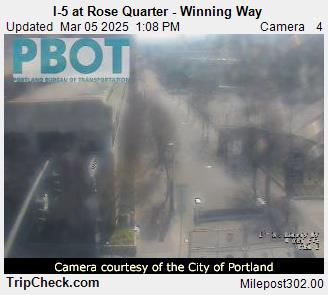 I-5 at Rose Quarter - Winning Way
Updated Mar 05 2025 1:08 PM Camera 4
PBOT
PORTLAND BUREAU OF TRANSPORTATION
Camera courtesy of the City of Portland
TripCheck.com Milepost302.00